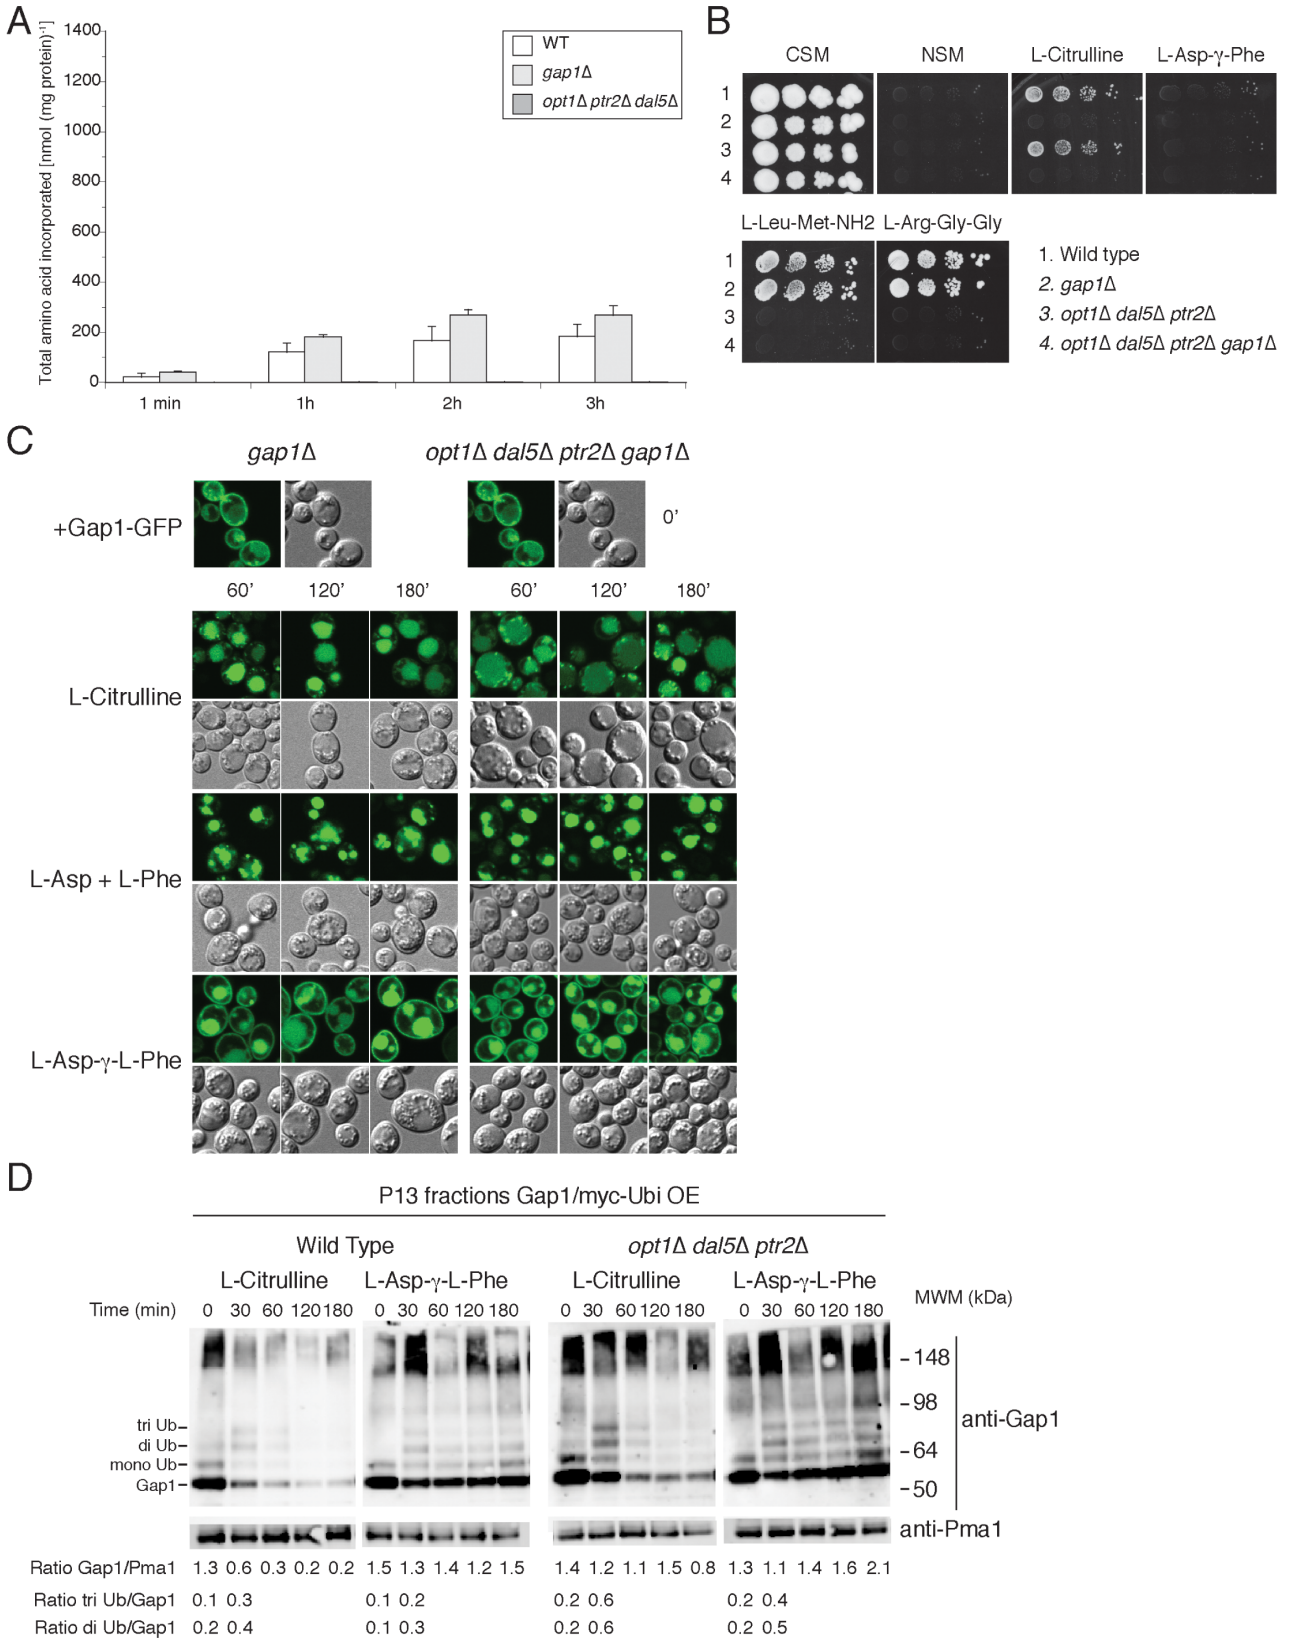 A
Total amino acid incorporated [nmol (mg protein)-1]
1400
1200
1000
800
600
400
200
0
1 min
1h
2h
3h
WT
gap1Δ
opt1Δ ptr2Δ dal5Δ
B
CSM
NSM
L-Citrulline
L-Asp-γ-Phe
1
2
3
4
L-Leu-Met-NH2
L-Arg-Gly-Gly
1
2
3
4
1. Wild type
2. gap1Δ
3. opt1Δ dal5Δ ptr2Δ
4. opt1Δ dal5Δ ptr2Δ gap1Δ
C
gap1Δ
opt1Δ dal5Δ ptr2Δ gap1Δ
+Gap1-GFP
0’
60’ 120’ 180’ 60’ 120’ 180’
L-Citrulline
L-Asp + L-Phe
L-Asp-γ-L-Phe
D
P13 fractions Gap1/myc-Ubi OE
Wild Type
opt1Δ dal5Δ ptr2Δ
L-Citrulline L-Asp-γ-L-Phe L-Citrulline L-Asp-γ-L-Phe
Time (min) 0 30 60 120 180 0 30 60 120 180 0 30 60 120 180 0 30 60 120 180
MWM (kDa)
148
98
64
50
anti-Gap1
tri Ub
di Ub
mono Ub
Gap1
anti-Pma1
Ratio Gap1/Pma1 1.3 0.6 0.3 0.2 0.2 1.5 1.3 1.4 1.2 1.5 1.4 1.2 1.1 1.5 0.8 1.3 1.1 1.4 1.6 2.1
Ratio tri Ub/Gap1 0.1 0.3 0.1 0.2 0.2 0.6 0.2 0.4
Ratio di Ub/Gap1 0.2 0.4 0.1 0.3 0.2 0.6 0.2 0.5